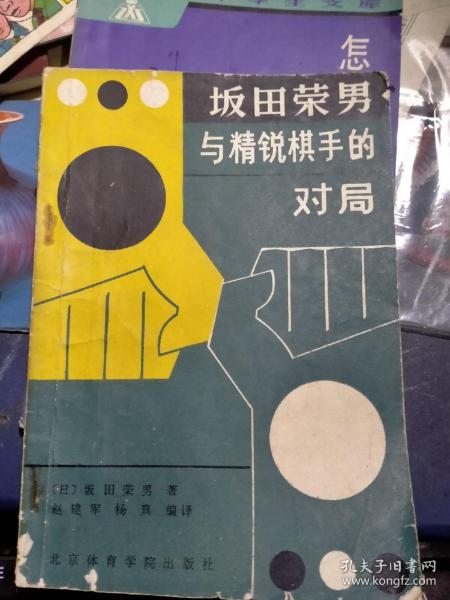 怎
坂田荣男
与精锐棋手的
对局
〔日〕坂田荣男 著
赵建军 杨真 编译
北京体育学院出版社
孔夫子旧书网
www.kongfz.com